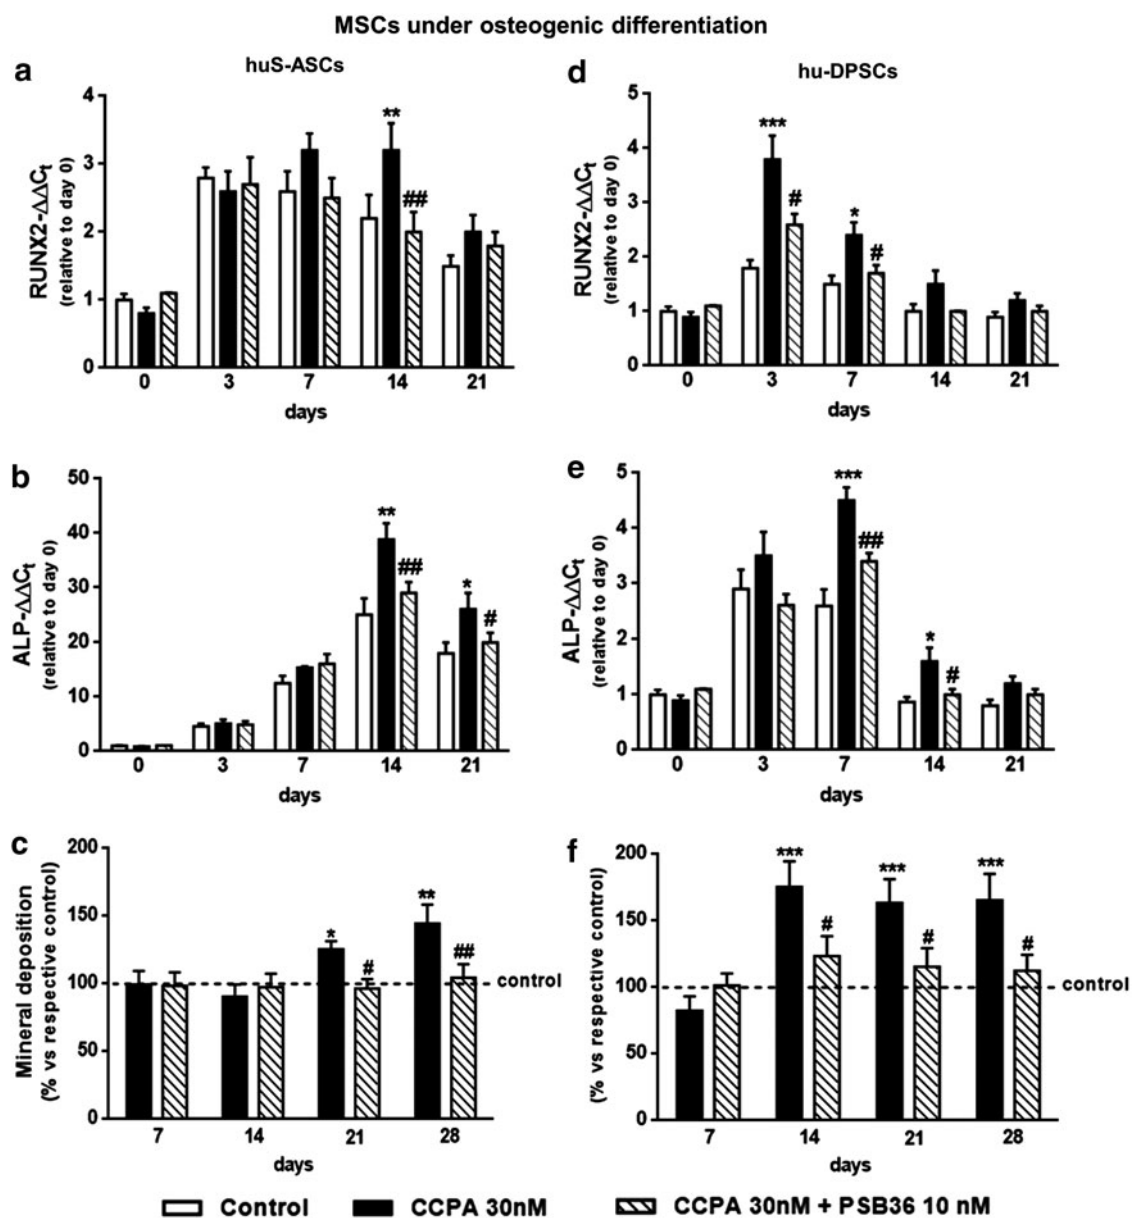 MSCs under osteogenic differentiation
a
huS-ASCs
RUNX2-ΔΔCt
(relative to day 0)
4
3
2
1
0
**
##
0 3 7 14 21
days
d
hu-DPSCs
RUNX2-ΔΔCt
(relative to day 0)
5
4
3
2
1
0
***
#
*
#
0 3 7 14 21
days
b
ALP-ΔΔCt
(relative to day 0)
50
40
30
20
10
0
**
##
*
#
0 3 7 14 21
days
e
ALP-ΔΔCt
(relative to day 0)
5
4
3
2
1
0
***
##
*
#
0 3 7 14 21
days
c
Mineral deposition
(% vs respective control)
200
150
100
50
0
*
#
**
##
control
7 14 21 28
days
f
(% vs respective control)
200
150
100
50
0
***
#
***
#
***
#
control
7 14 21 28
days
Control CCPA 30nM CCPA 30nM + PSB36 10 nM